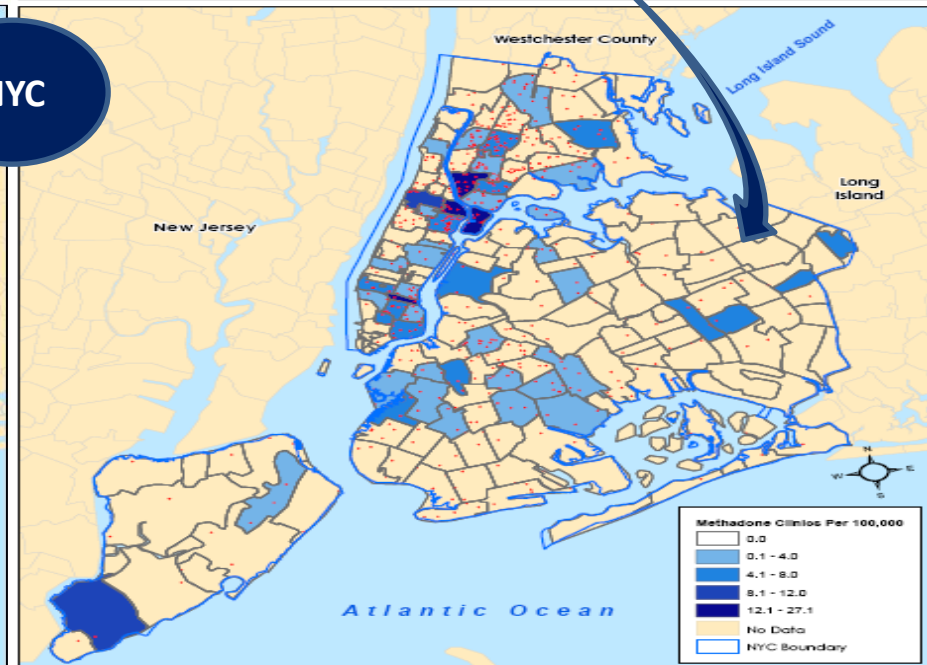 Westchester County
Long Island Sound
NYC
Long
Island
New Jersey
N
W E
S
Methadone Clinics Per 100,000
0.0
0.1 - 4.0
4.1 - 8.0
8.1 - 12.0
12.1 - 27.1
No Data
NYC Boundary
Atlantic Ocean